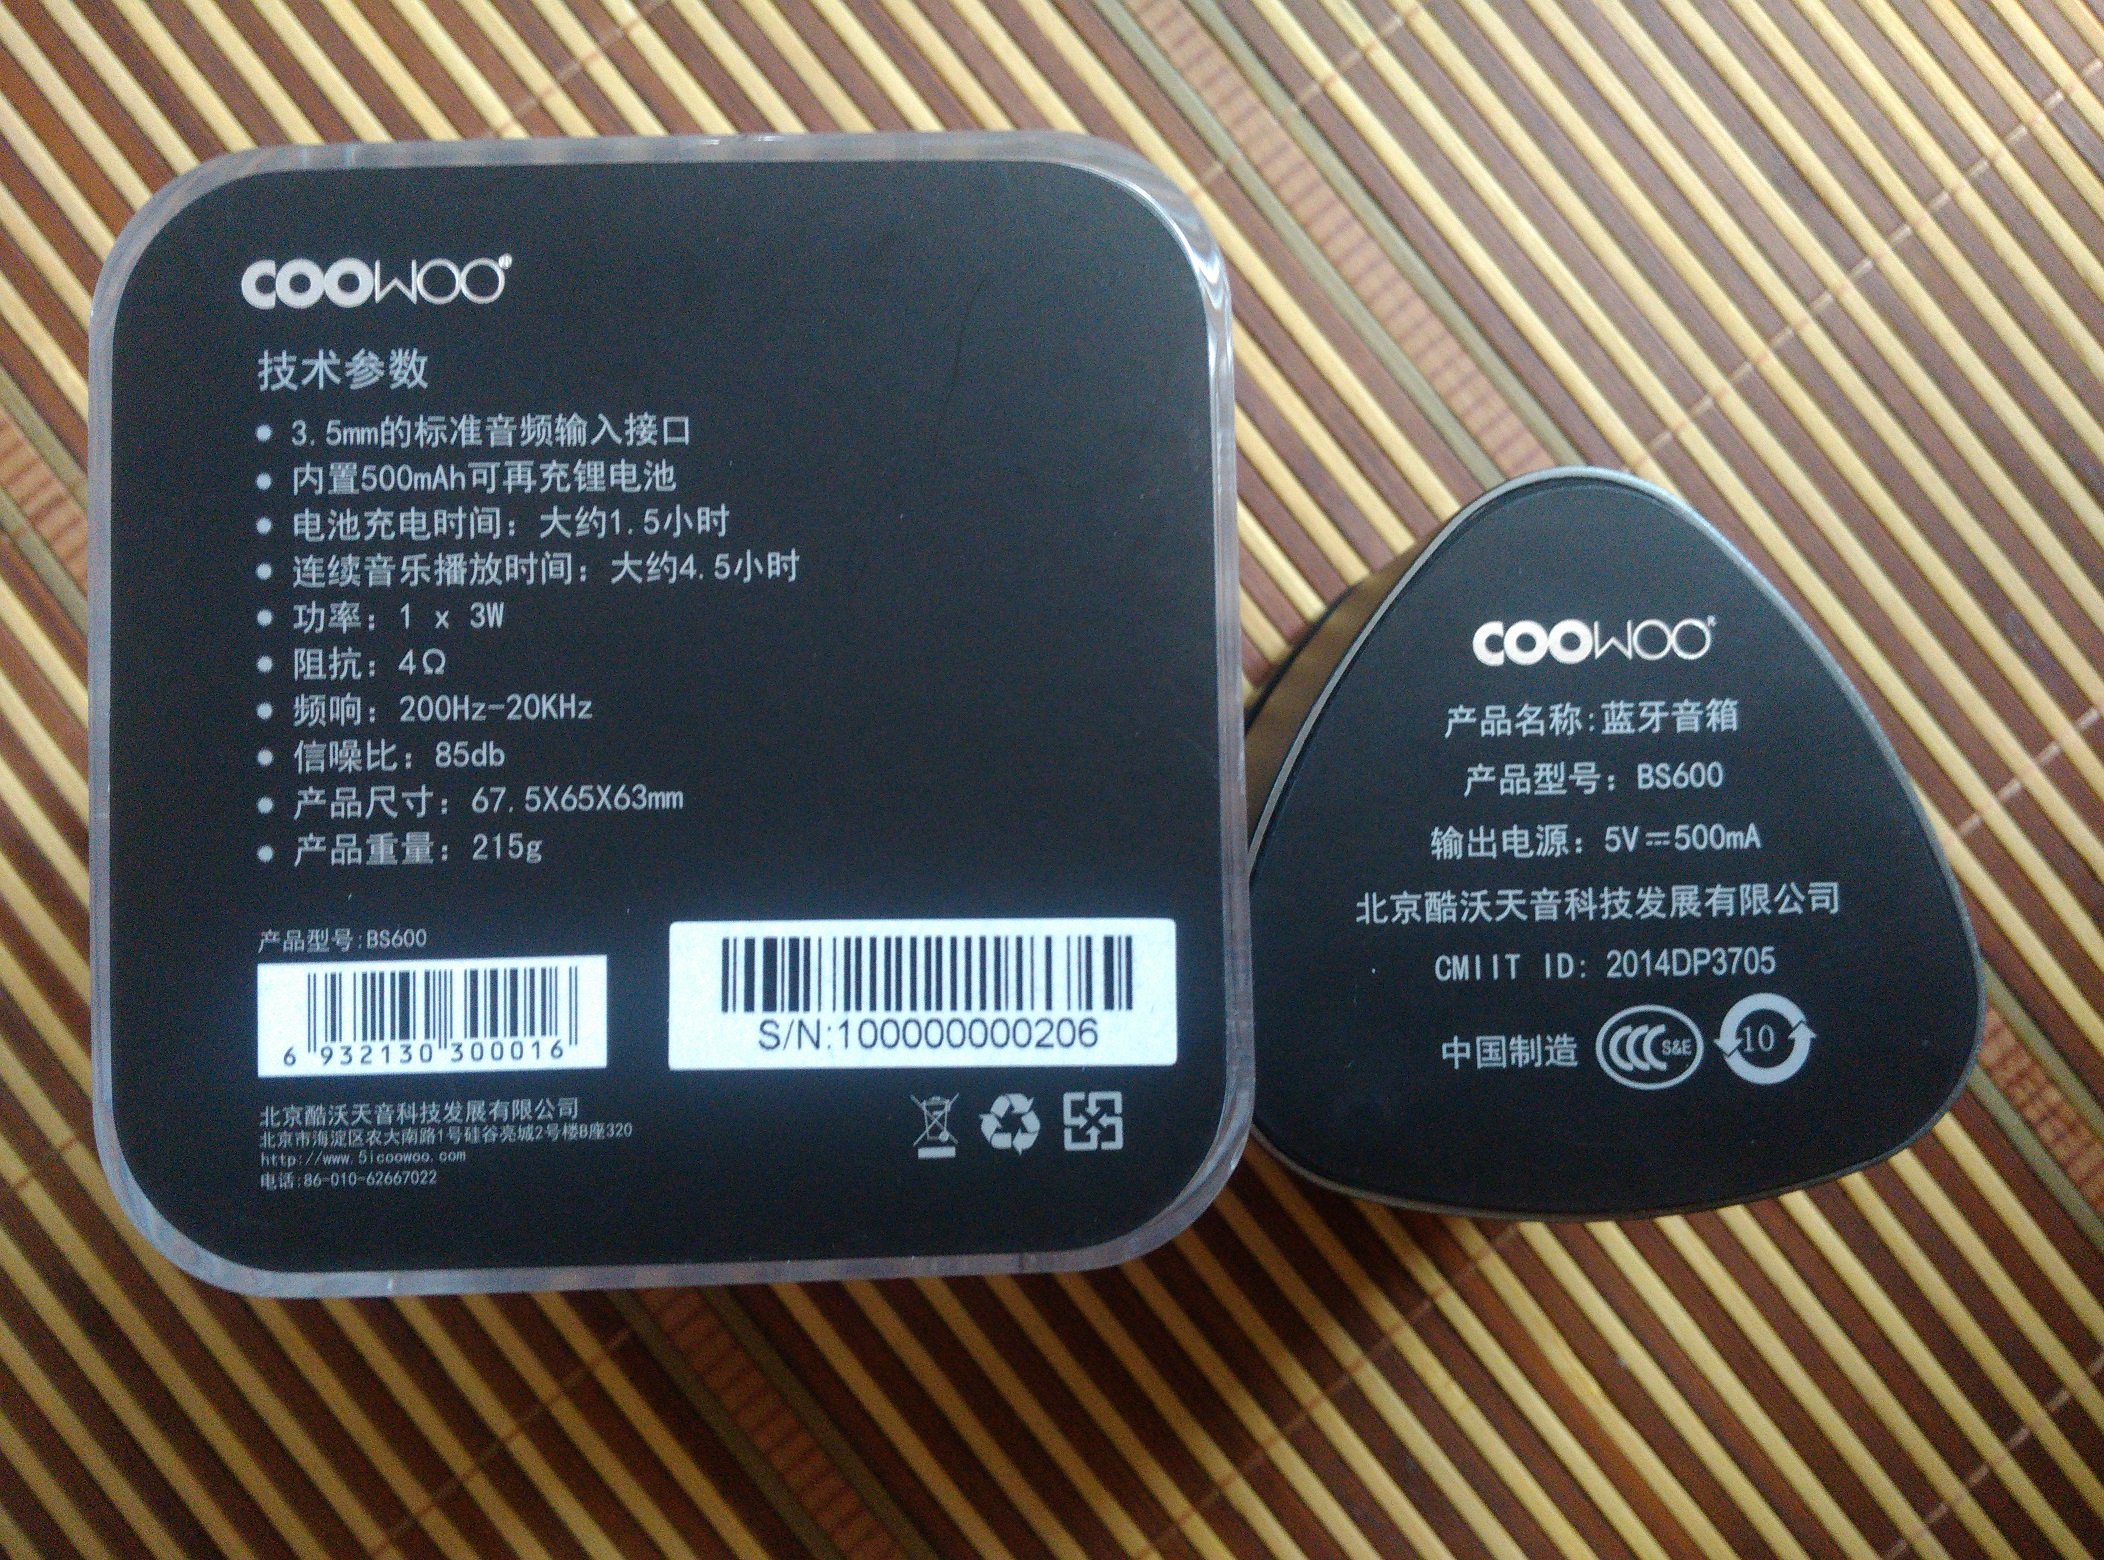 COOWOO
技术参数
3.5mm的标准音频输入接口
内置500mAh可再充锂电池
电池充电时间：大约1.5小时
连续音乐播放时间：大约4.5小时
功率：1 x 3W
阻抗：4Ω
频响：200Hz-20KHz
信噪比：85db
产品尺寸：67.5X65X63mm
产品重量：215g
产品型号:BS600
6 932130 300016
S/N:100000000206
北京酷沃天音科技发展有限公司
北京市海淀区农大南路1号硅谷亮城2号楼B座320
http://www.5icoowoo.com
电话:86-010-62667022
COOWOO
产品名称:蓝牙音箱
产品型号：BS600
输出电源：5V⎓500mA
北京酷沃天音科技发展有限公司
CMIIT ID: 2014DP3705
中国制造 CCC S&E 10